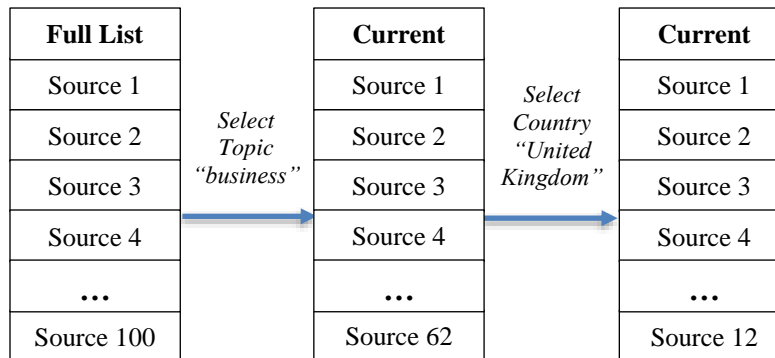 Full List
Source 1
Source 2
Source 3
Source 4
...
Source 100
Select
Topic
“business”
Current
Source 1
Source 2
Source 3
Source 4
...
Source 62
Select
Country
“United
Kingdom”
Current
Source 1
Source 2
Source 3
Source 4
...
Source 12